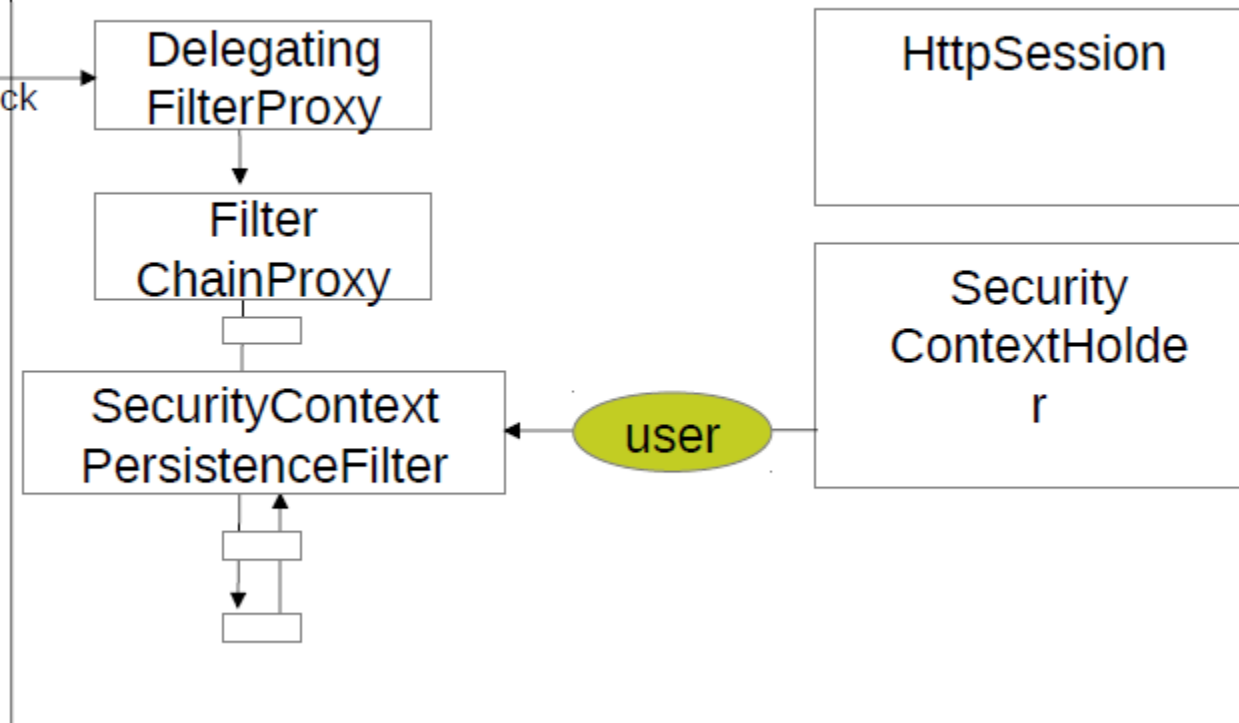 Delegating
FilterProxy
ck
Filter
ChainProxy
SecurityContext
PersistenceFilter
user
HttpSession
Security
ContextHolde
r